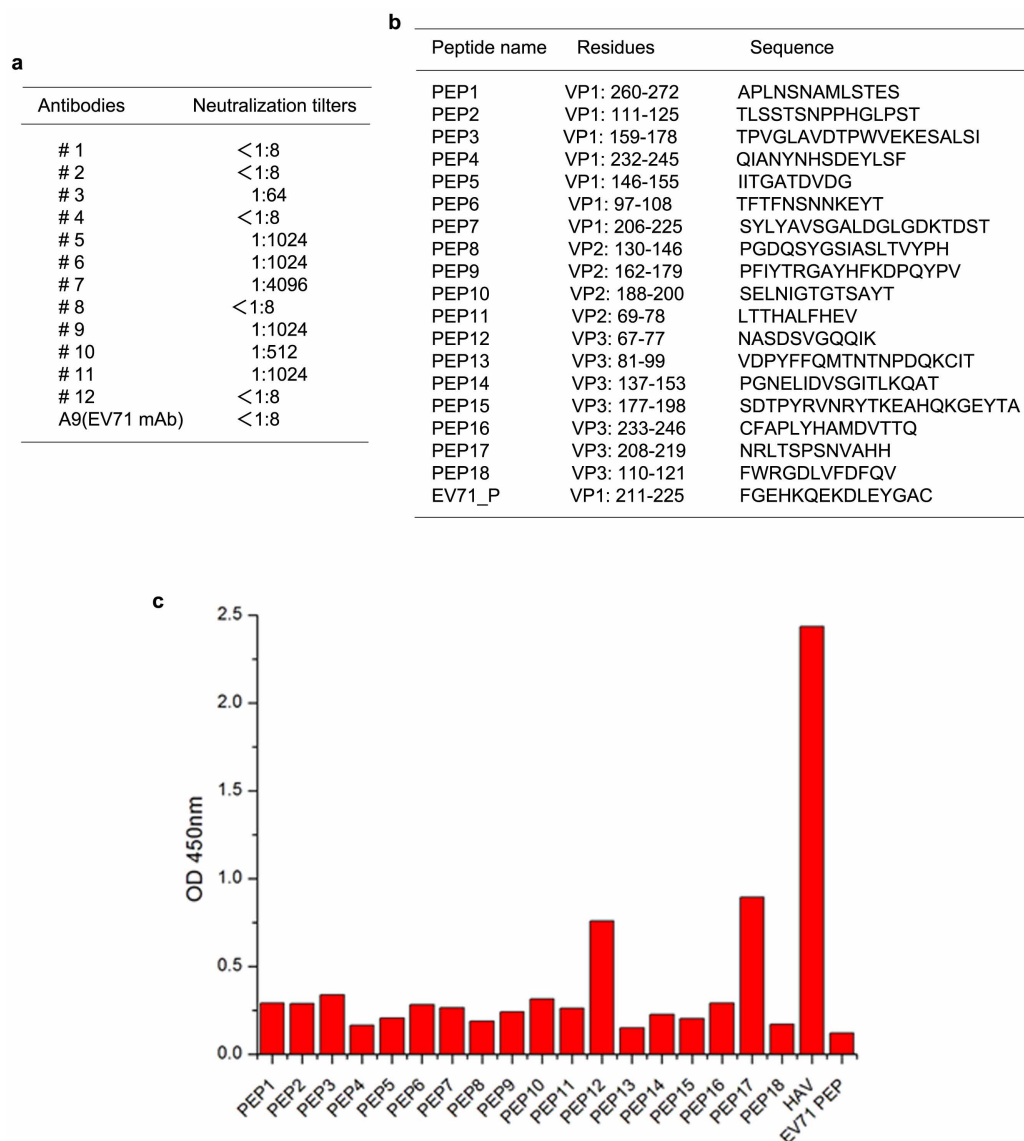 a
Antibodies Neutralization tilters
# 1 <1:8
# 2 <1:8
# 3 1:64
# 4 <1:8
# 5 1:1024
# 6 1:1024
# 7 1:4096
# 8 <1:8
# 9 1:1024
# 10 1:512
# 11 1:1024
# 12 <1:8
A9(EV71 mAb) <1:8
b
Peptide name Residues Sequence
PEP1 VP1: 260-272 APLNSNAMLSTES
PEP2 VP1: 111-125 TLSSTSNPPHGLPST
PEP3 VP1: 159-178 TPVGLAVDTPWVEKESALSI
PEP4 VP1: 232-245 QIANYNHSDEYLSF
PEP5 VP1: 146-155 IITGATDVDG
PEP6 VP1: 97-108 TFTFNSNNKEYT
PEP7 VP1: 206-225 SYLYAVSGALDGLGDKTDST
PEP8 VP2: 130-146 PGDQSYGSIASLTVYPH
PEP9 VP2: 162-179 PFIYTRGAYHFKDPQYPV
PEP10 VP2: 188-200 SELNIGTGTSAYT
PEP11 VP2: 69-78 LTTHALFHEV
PEP12 VP3: 67-77 NASDSVGQQIK
PEP13 VP3: 81-99 VDPYFFQMTNTNPDQKCIT
PEP14 VP3: 137-153 PGNELIDVSGITLKQAT
PEP15 VP3: 177-198 SDTPYRVNRYTKEAHQKGEYTA
PEP16 VP3: 233-246 CFAPLYHAMDVTTQ
PEP17 VP3: 208-219 NRLTSPSNVAHH
PEP18 VP3: 110-121 FWRGDLVFDFQV
EV71_P VP1: 211-225 FGEHKQEKDLEYGAC
c
OD 450nm
2.5
2.0
1.5
1.0
0.5
0.0
PEP1
PEP2
PEP3
PEP4
PEP5
PEP6
PEP7
PEP8
PEP9
PEP10
PEP11
PEP12
PEP13
PEP14
PEP15
PEP16
PEP17
PEP18
HAV
EV71 PEP